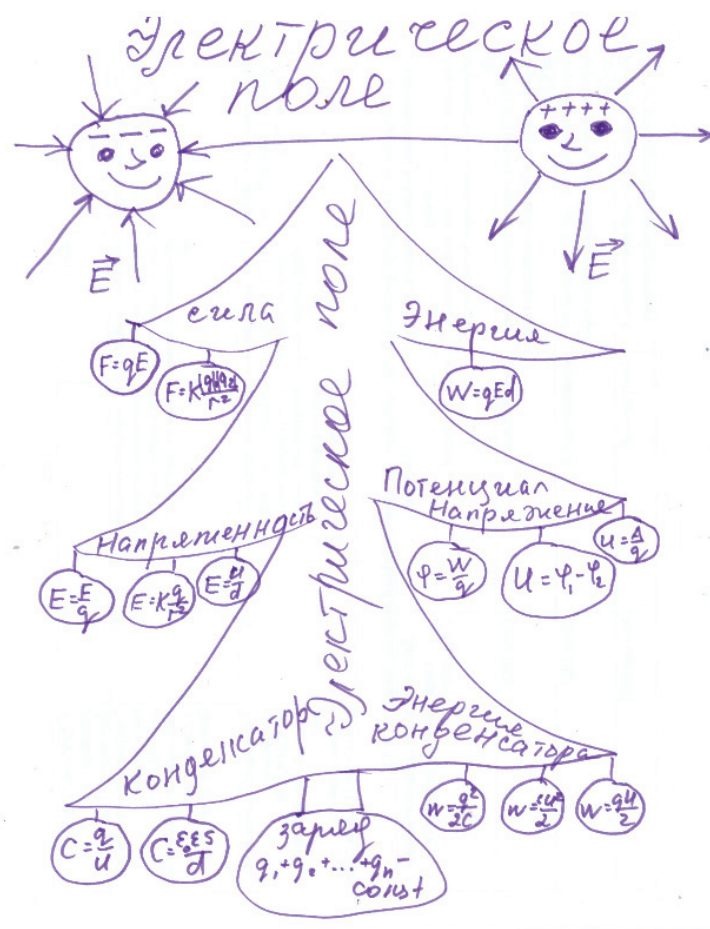 Электрическое
поле
− − − −
++++
E⃗
E⃗
Электрическое поле
сила
Энергия
F=qE
F=K|q₁||q₂|/r²
W=qEd
Напряженность
Потенциал
Напряжение
E=F/q
E=Kq/r²
E=U/d
φ=W/q
U=φ₁-φ₂
U=A/q
Конденсатор
Энергия
конденсатора
C=q/U
C=ε₀εS/d
заряд
q₁+q₂+...+qₙ-
const
W=q²/2C
W=cU²/2
W=qU/2